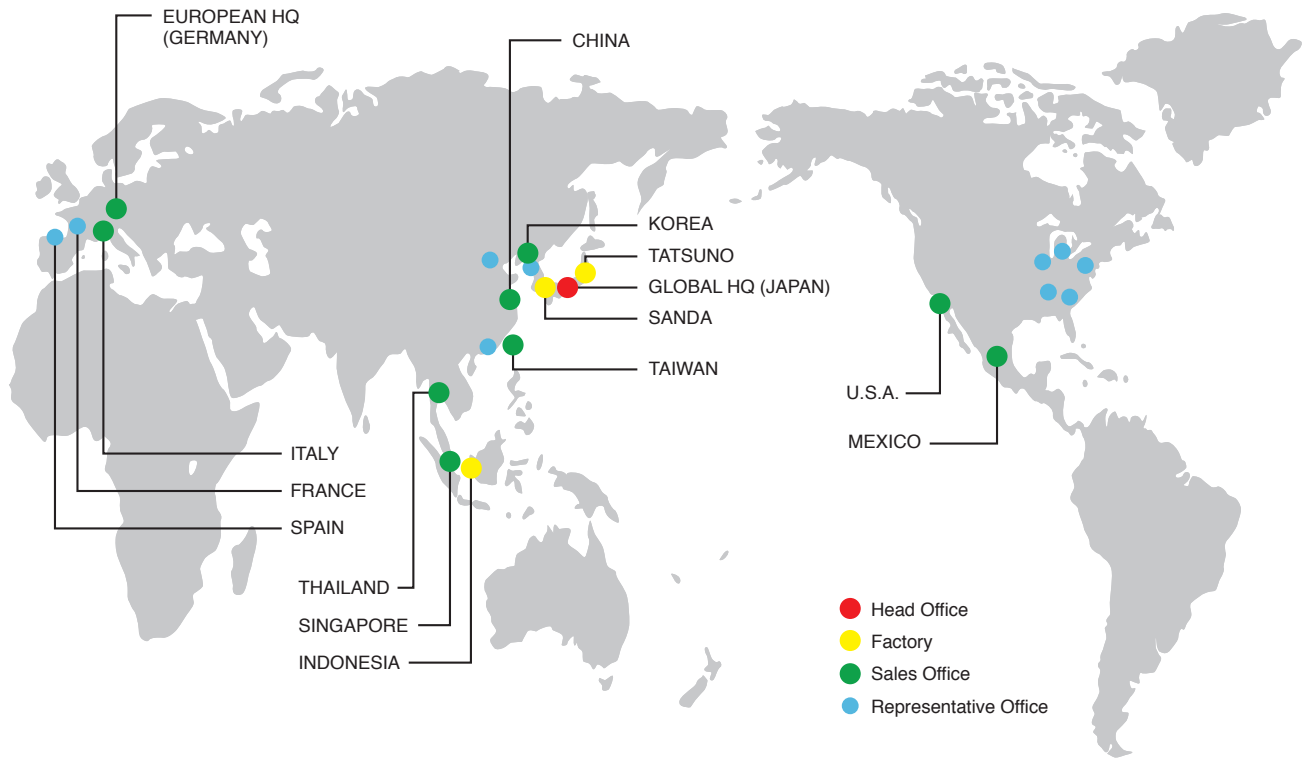 EUROPEAN HQ
(GERMANY)
CHINA
KOREA
TATSUNO
GLOBAL HQ (JAPAN)
SANDA
TAIWAN
U.S.A.
MEXICO
ITALY
FRANCE
SPAIN
THAILAND
SINGAPORE
INDONESIA
Head Office
Factory
Sales Office
Representative Office